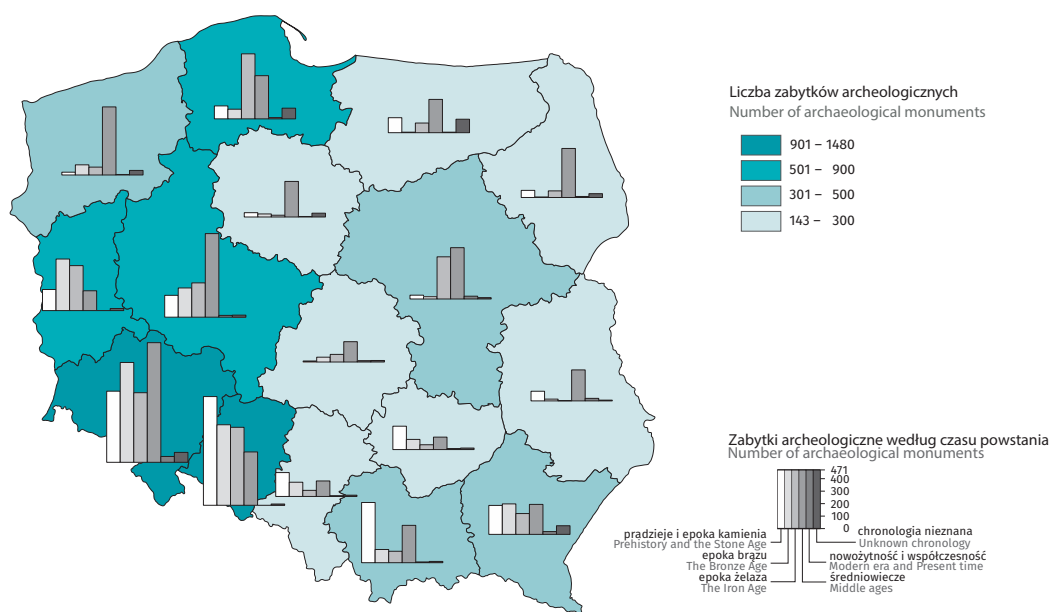 Liczba zabytków archeologicznych
Number of archaeological monuments
901 – 1480
501 – 900
301 – 500
143 – 300
Zabytki archeologiczne według czasu powstania
Number of archaeological monuments
471
400
300
200
100
0
pradzieje i epoka kamienia
Prehistory and the Stone Age
epoka brązu
The Bronze Age
epoka żelaza
The Iron Age
chronologia nieznana
Unknown chronology
nowożytność i współczesność
Modern era and Present time
średniowiecze
Middle ages